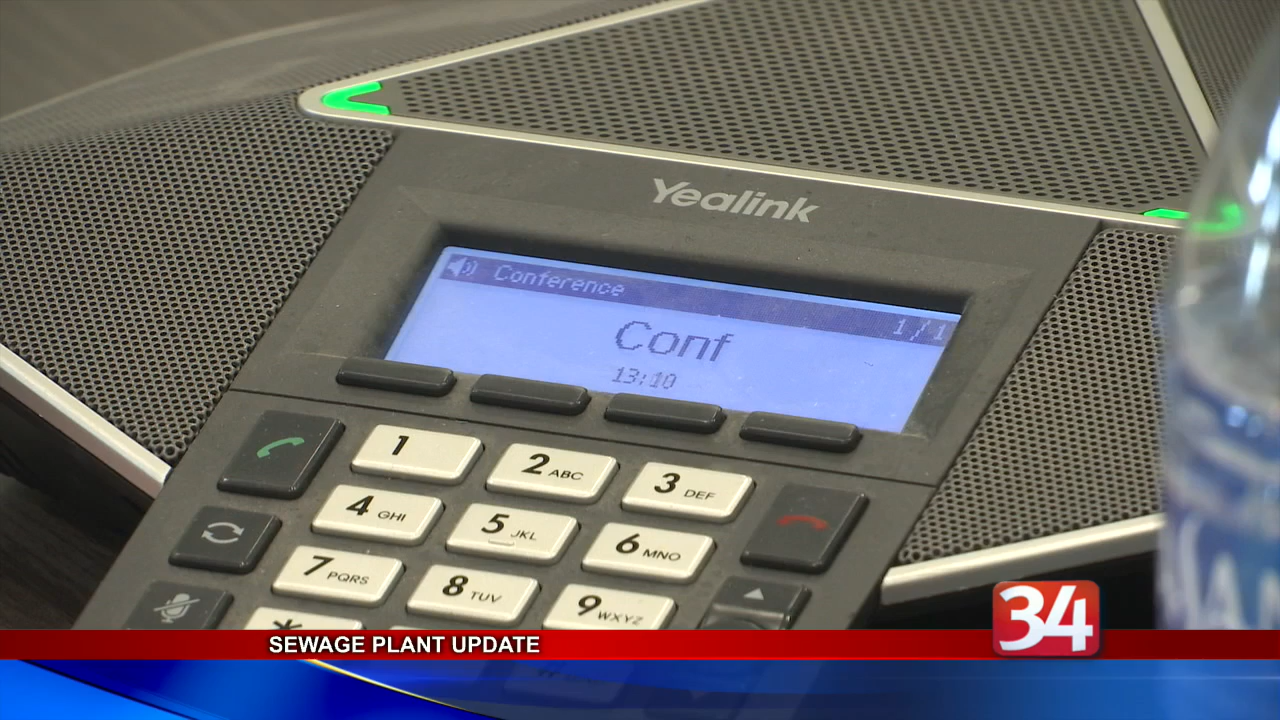 Yealink
Conference
1/1
Conf
13:10
1
2 ABC
3 DEF
4 GHI
5 JKL
6 MNO
7 PQRS
8 TUV
9 WXYZ
*
34
SEWAGE PLANT UPDATE